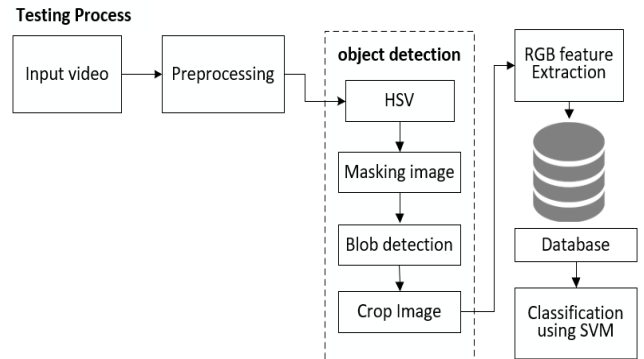 Testing Process
Input video
Preprocessing
object detection
HSV
Masking image
Blob detection
Crop Image
RGB feature
Extraction
Database
Classification
using SVM